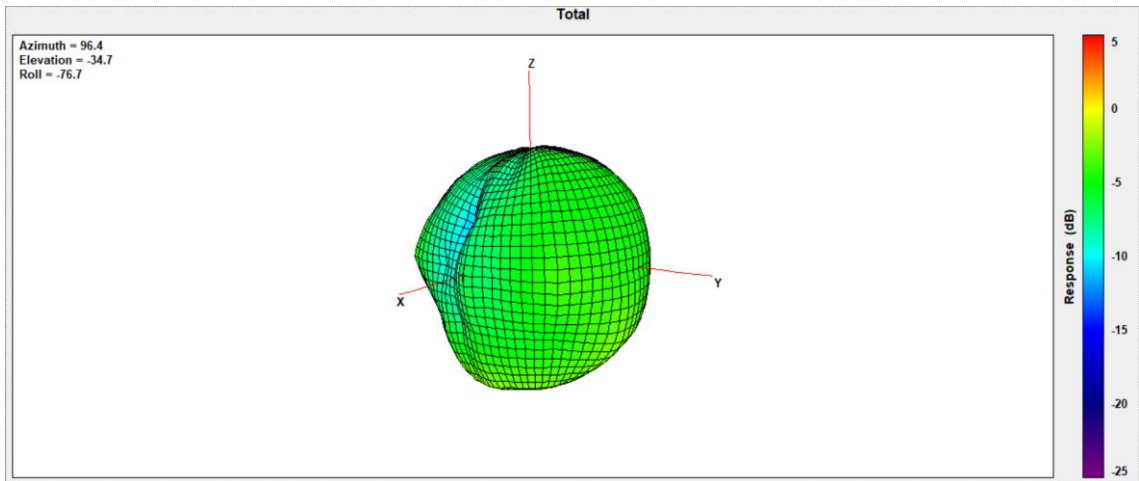 Total
Azimuth = 96.4
Elevation = -34.7
Roll = -76.7
Z
Y
X
5
0
-5
-10
-15
-20
-25
Response (dB)